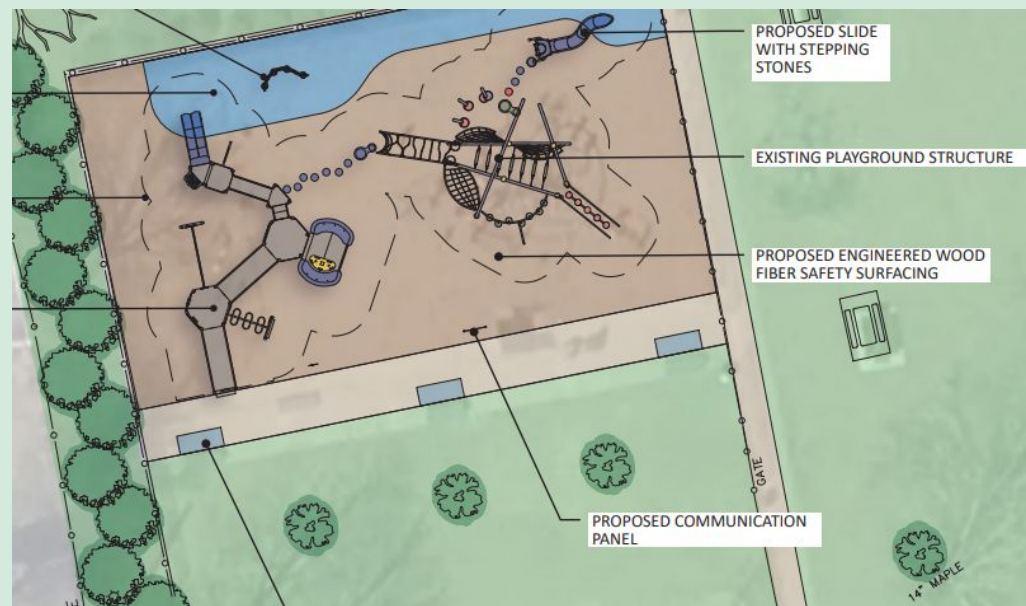 PROPOSED SLIDE
WITH STEPPING
STONES
EXISTING PLAYGROUND STRUCTURE
PROPOSED ENGINEERED WOOD
FIBER SAFETY SURFACING
GATE
PROPOSED COMMUNICATION
PANEL
14" MAPLE